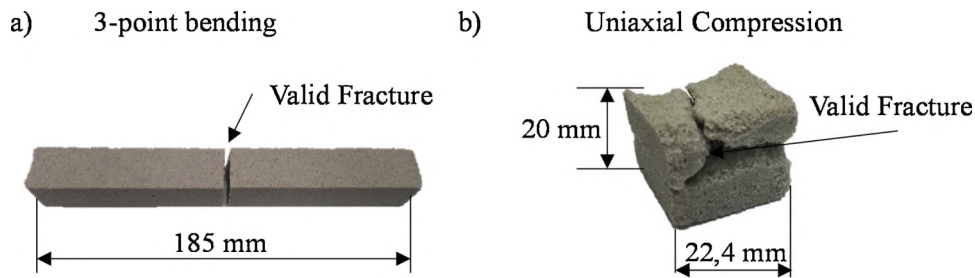 a) 3-point bending
b) Uniaxial Compression
Valid Fracture
185 mm
20 mm
Valid Fracture
22,4 mm